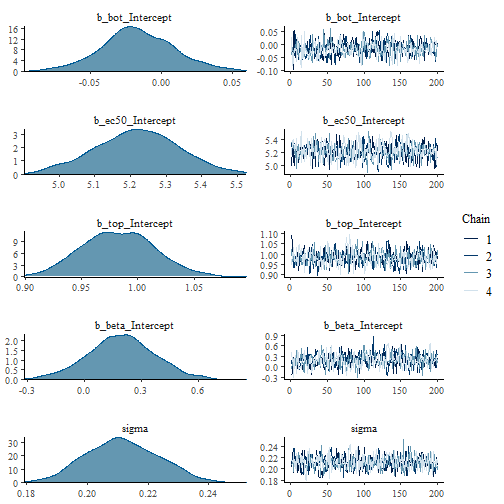 b_bot_Intercept
16
12
8
4
0
-0.05 0.00 0.05
b_bot_Intercept
0.05
0.00
-0.05
-0.10
0 50 100 150 200
b_ec50_Intercept
3
2
1
0
5.0 5.1 5.2 5.3 5.4 5.5
b_ec50_Intercept
5.4
5.2
5.0
0 50 100 150 200
b_top_Intercept
9
6
3
0
0.90 0.95 1.00 1.05
b_top_Intercept
1.10
1.05
1.00
0.95
0.90
0 50 100 150 200
Chain
1
2
3
4
b_beta_Intercept
2.0
1.5
1.0
0.5
0.0
-0.3 0.0 0.3 0.6
b_beta_Intercept
0.9
0.6
0.3
0.0
-0.3
0 50 100 150 200
sigma
30
20
10
0
0.18 0.20 0.22 0.24
sigma
0.24
0.22
0.20
0.18
0 50 100 150 200